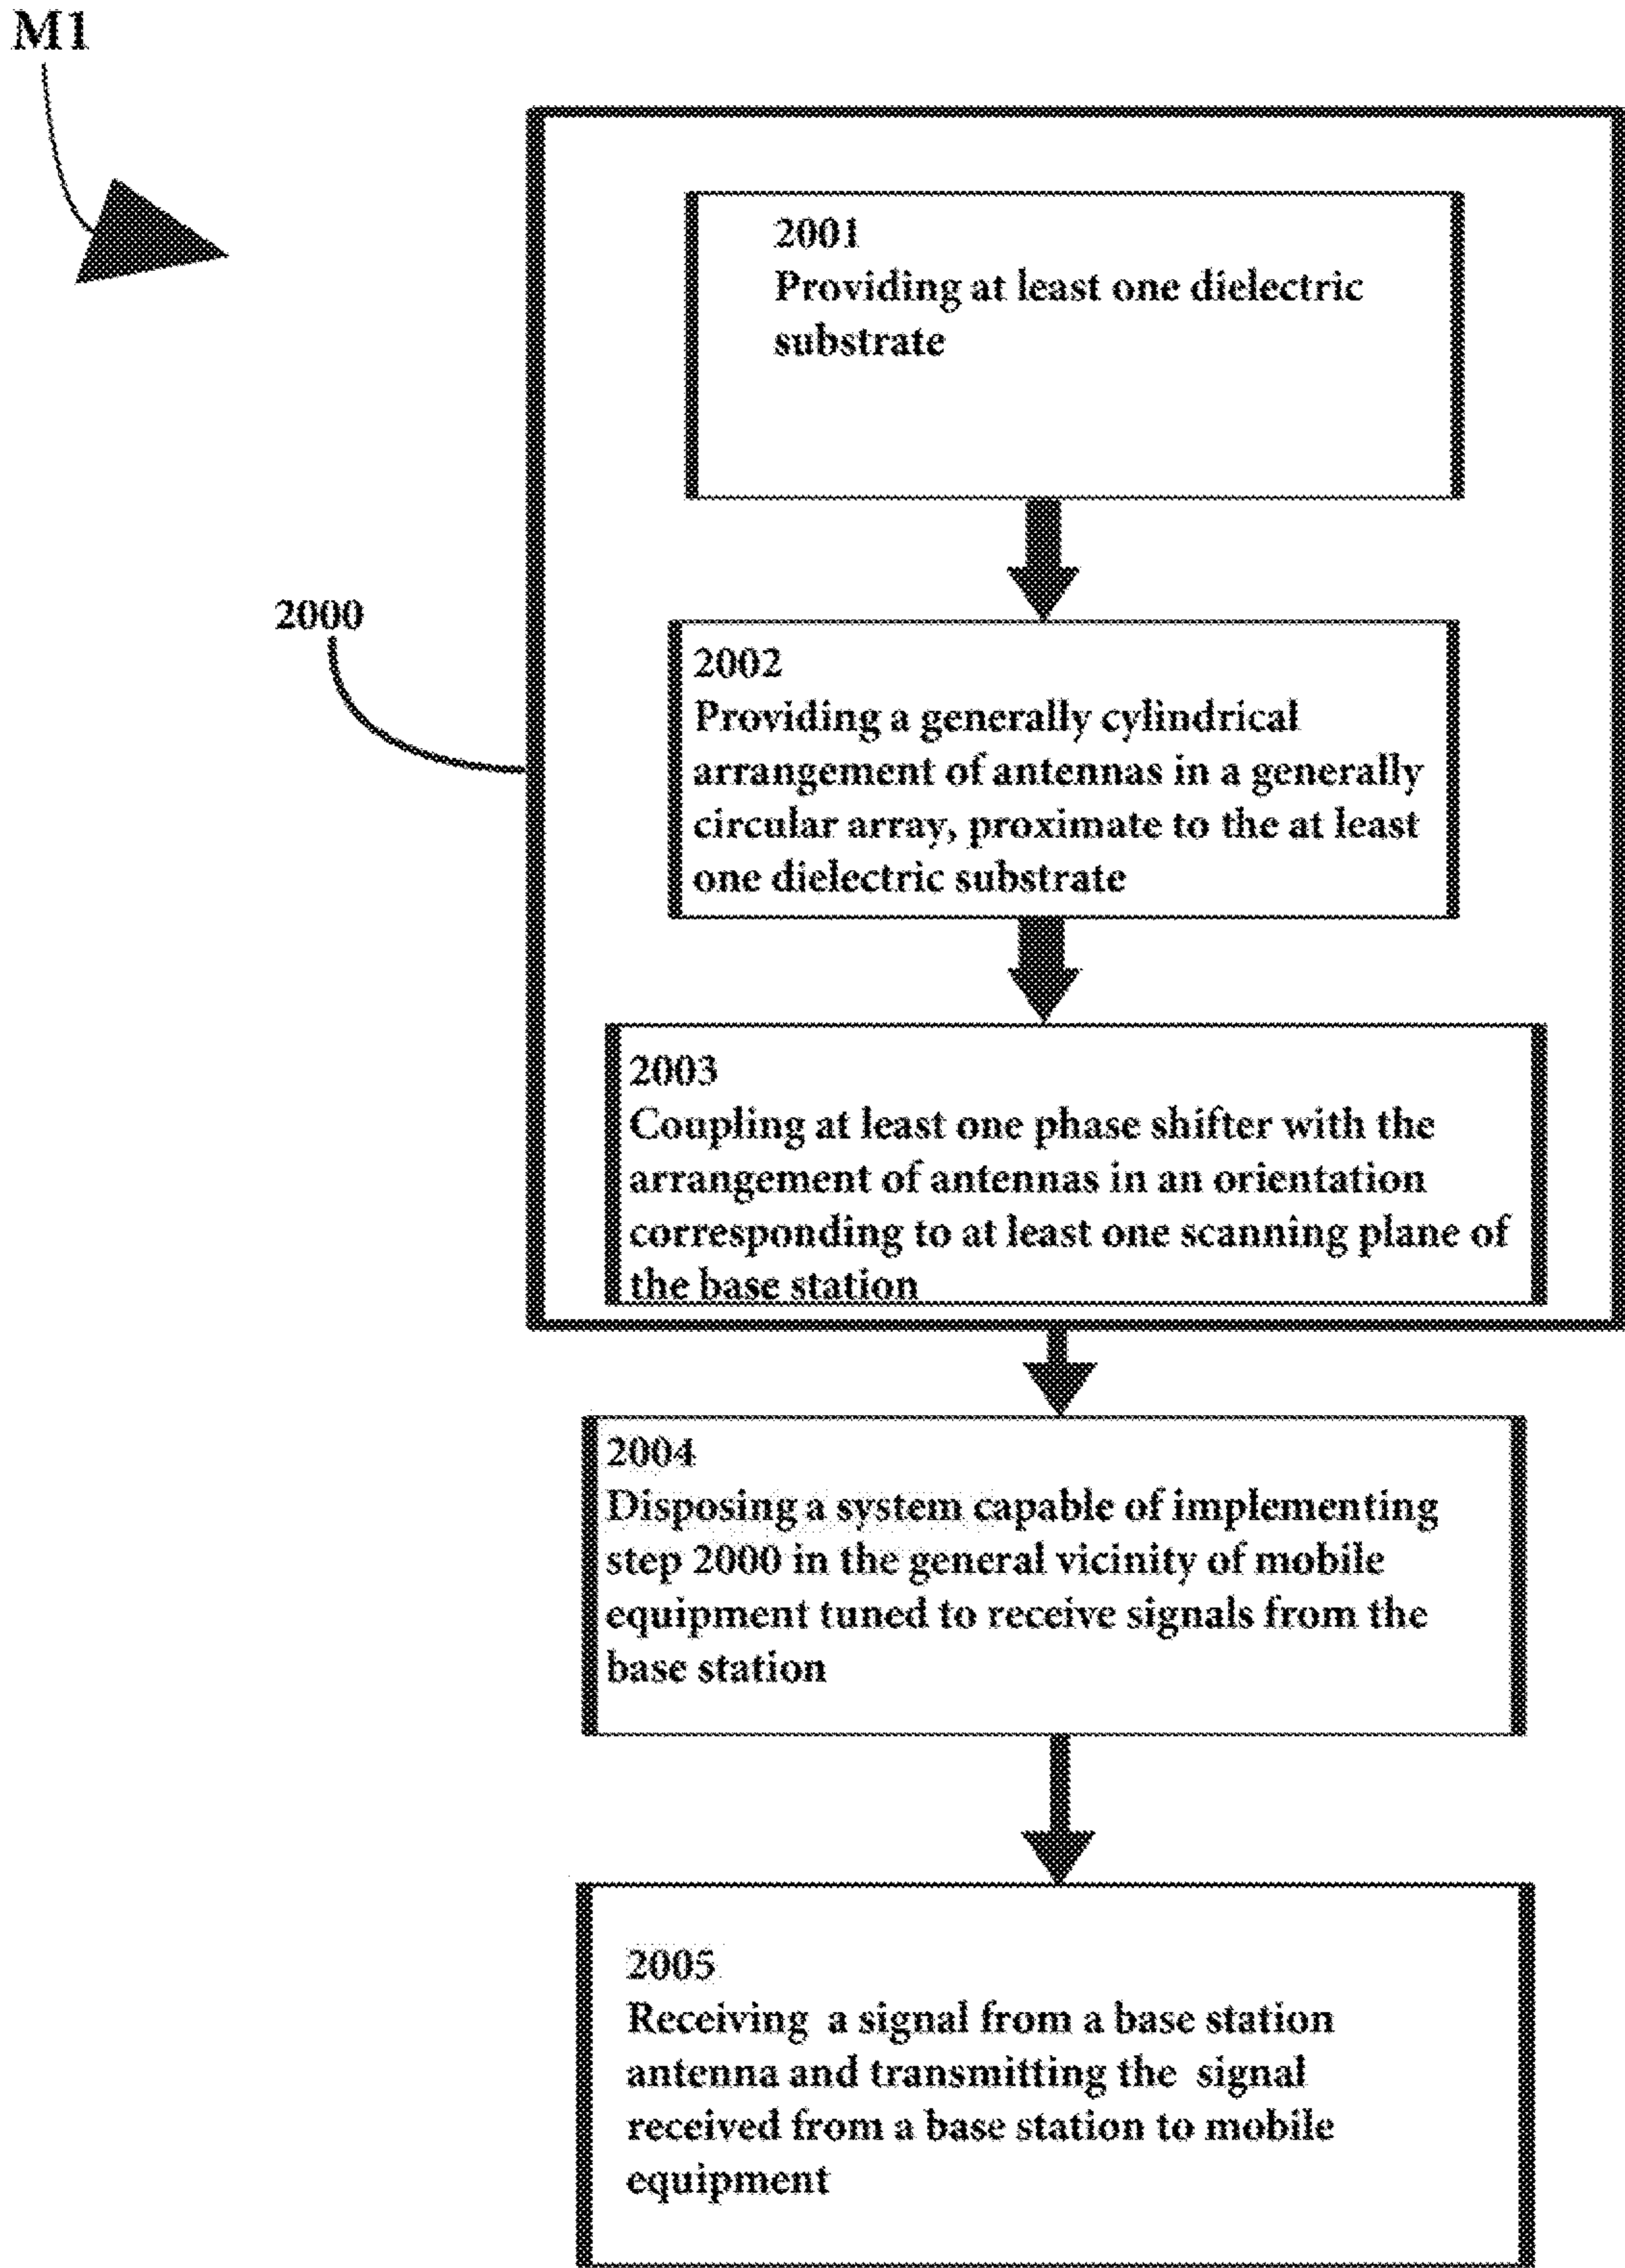 M1
2001
Providing at least one dielectric
substrate
2000
2002
Providing a generally cylindrical
arrangement of antennas in a generally
circular array, proximate to the at least
one dielectric substrate
2003
Coupling at least one phase shifter with the
arrangement of antennas in an orientation
corresponding to at least one scanning plane of
the base station
2004
Disposing a system capable of implementing
step 2000 in the general vicinity of mobile
equipment tuned to receive signals from the
base station
2005
Receiving a signal from a base station
antenna and transmitting the signal
received from a base station to mobile
equipment